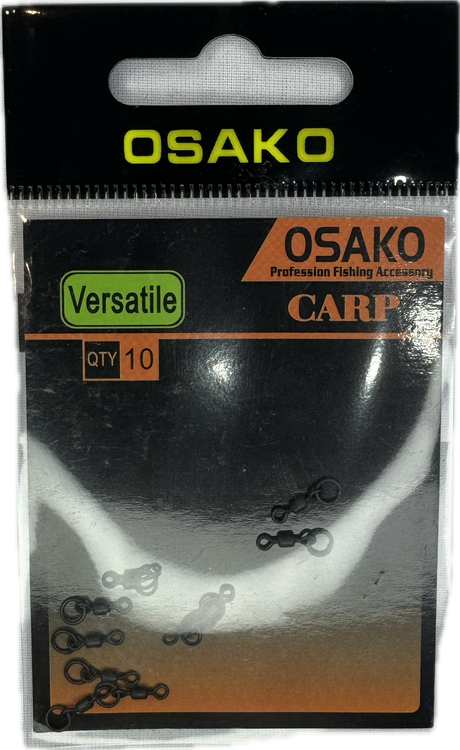 OSAKO
OSAKO
Profession Fishing Accessory
Versatile
CARP
QTY 10